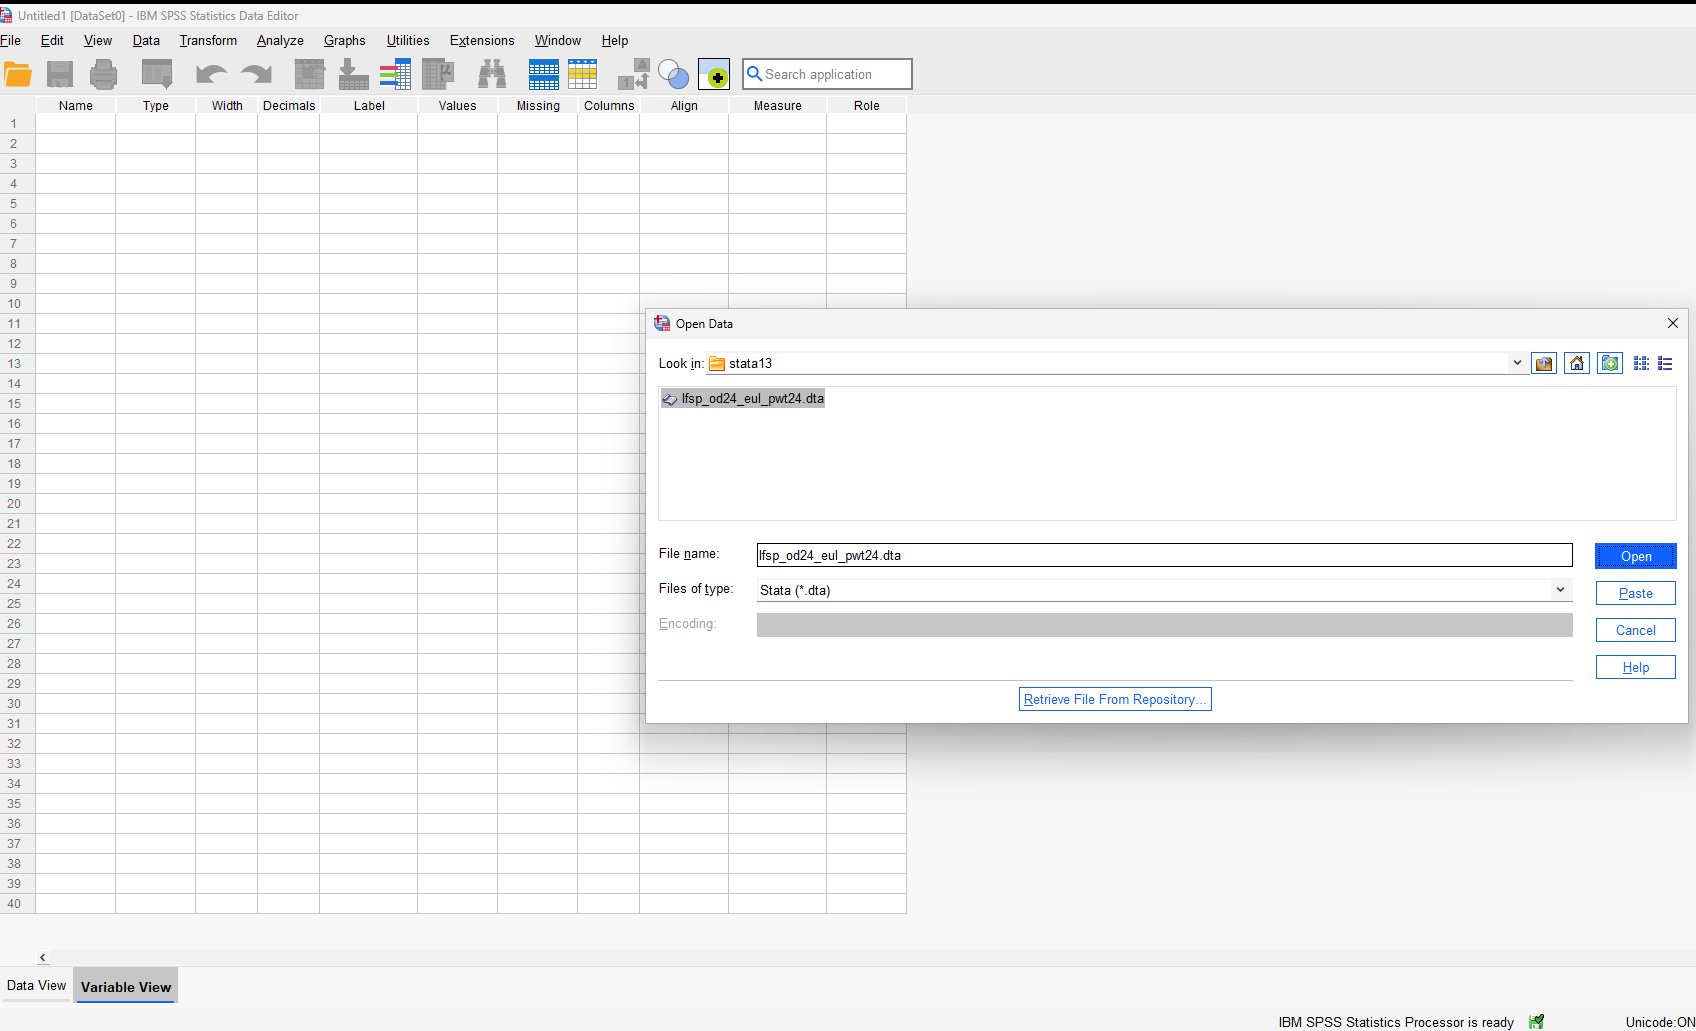 Untitled1 [DataSet0] - IBM SPSS Statistics Data Editor
File Edit View Data Transform Analyze Graphs Utilities Extensions Window Help
Search application
Name Type Width Decimals Label Values Missing Columns Align Measure Role
1
2
3
4
5
6
7
8
9
10
11
12
13
14
15
16
17
18
19
20
21
22
23
24
25
26
27
28
29
30
31
32
33
34
35
36
37
38
39
40
Open Data
Look in: stata13
lfsp_od24_eul_pwt24.dta
File name: lfsp_od24_eul_pwt24.dta
Open
Files of type: Stata (*.dta)
Paste
Encoding:
Cancel
Help
Retrieve File From Repository...
Data View Variable View
IBM SPSS Statistics Processor is ready Unicode:ON